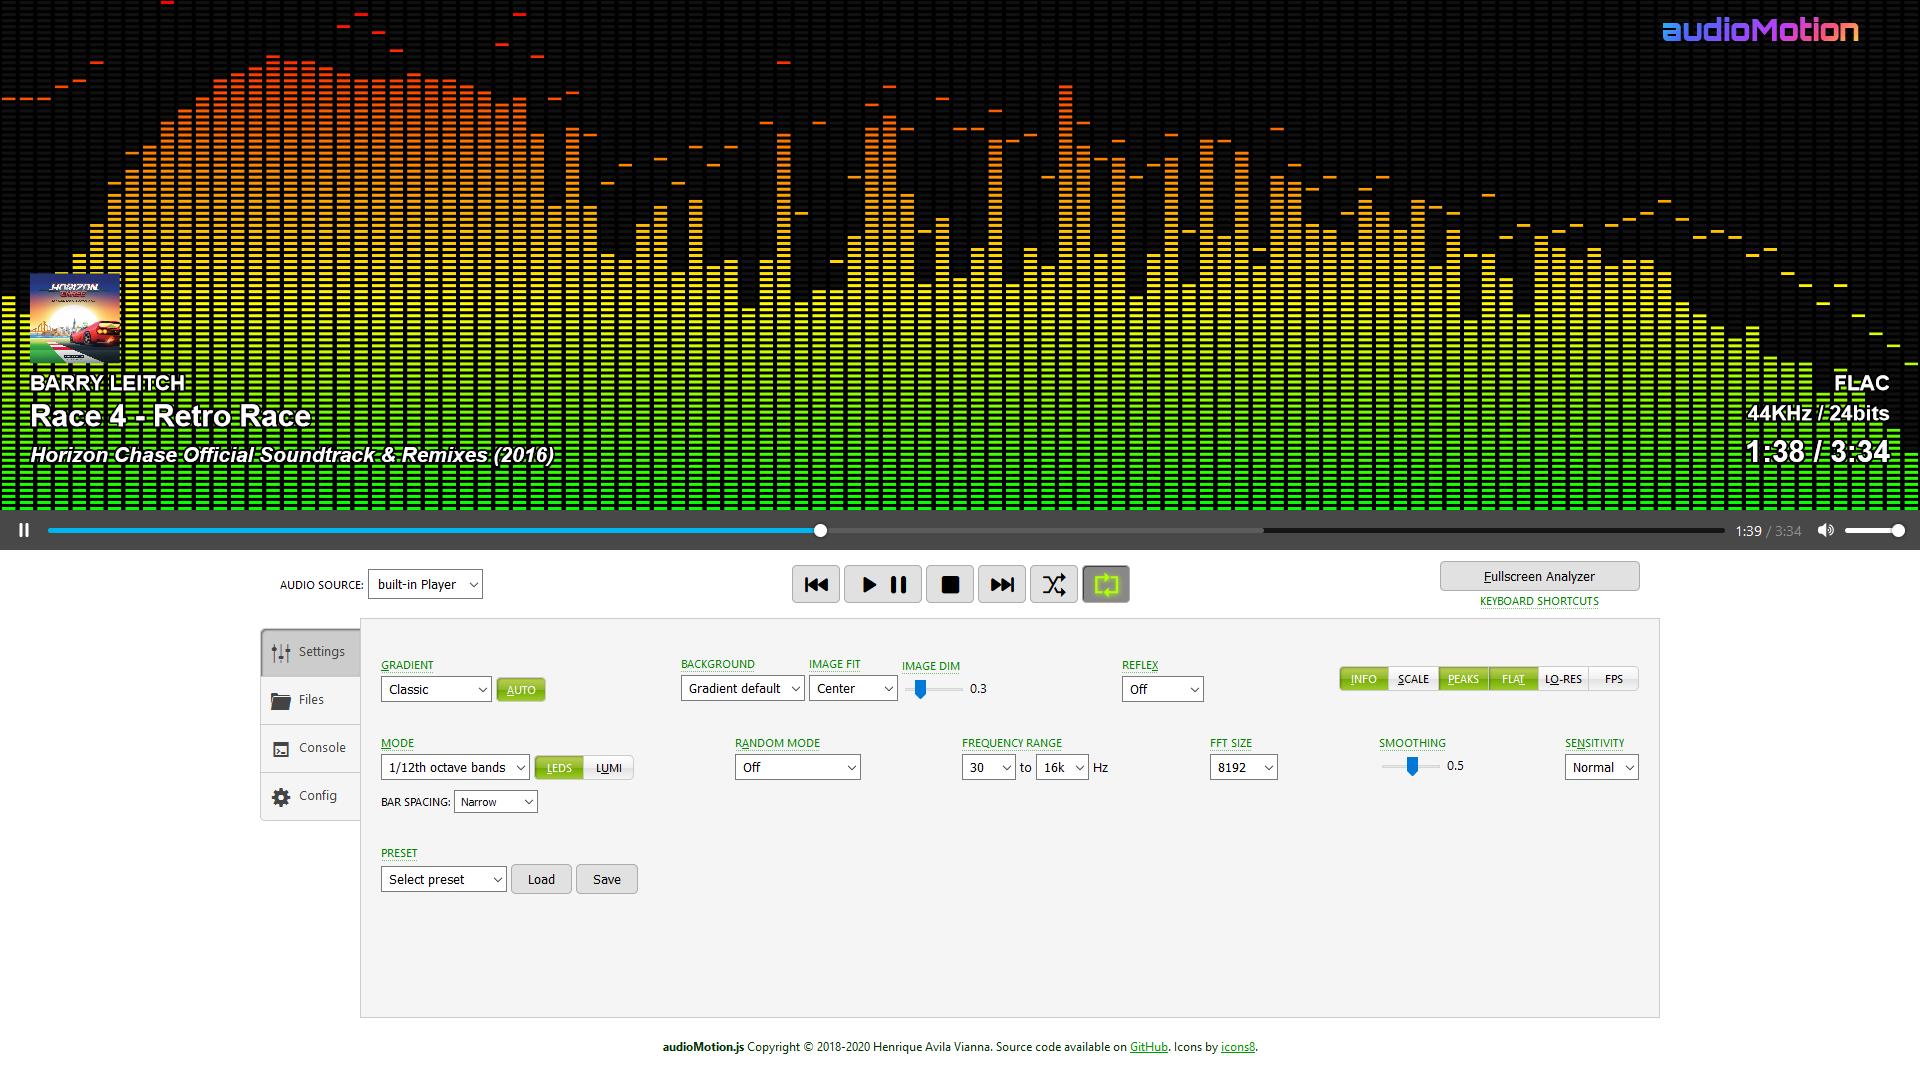 audioMotion
HORIZON
CHASE
BARRY LEITCH
Race 4 - Retro Race
Horizon Chase Official Soundtrack & Remixes (2016)
FLAC
44KHz / 24bits
1:38 / 3:34
1:39 / 3:34
AUDIO SOURCE: built-in Player
Fullscreen Analyzer
KEYBOARD SHORTCUTS
Settings
Files
Console
Config
GRADIENT
Classic AUTO
BACKGROUND IMAGE FIT IMAGE DIM
Gradient default Center 0.3
REFLEX
Off
INFO SCALE PEAKS FLAT LO-RES FPS
MODE
1/12th octave bands LEDS LUMI
BAR SPACING: Narrow
RANDOM MODE
Off
FREQUENCY RANGE
30 to 16k Hz
FFT SIZE
8192
SMOOTHING
0.5
SENSITIVITY
Normal
PRESET
Select preset Load Save
audioMotion.js Copyright © 2018-2020 Henrique Avila Vianna. Source code available on GitHub. Icons by icons8.